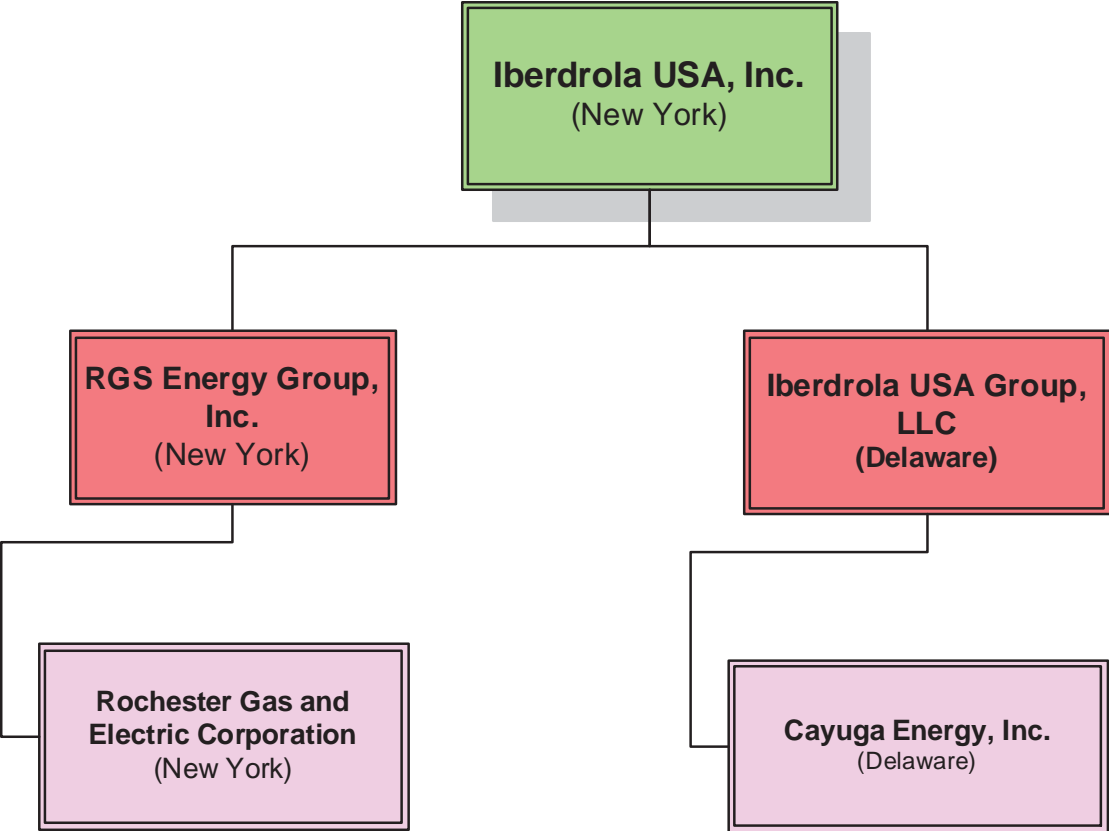 Iberdrola USA, Inc.
(New York)
RGS Energy Group,
Inc.
(New York)
Iberdrola USA Group,
LLC
(Delaware)
Rochester Gas and
Electric Corporation
(New York)
Cayuga Energy, Inc.
(Delaware)